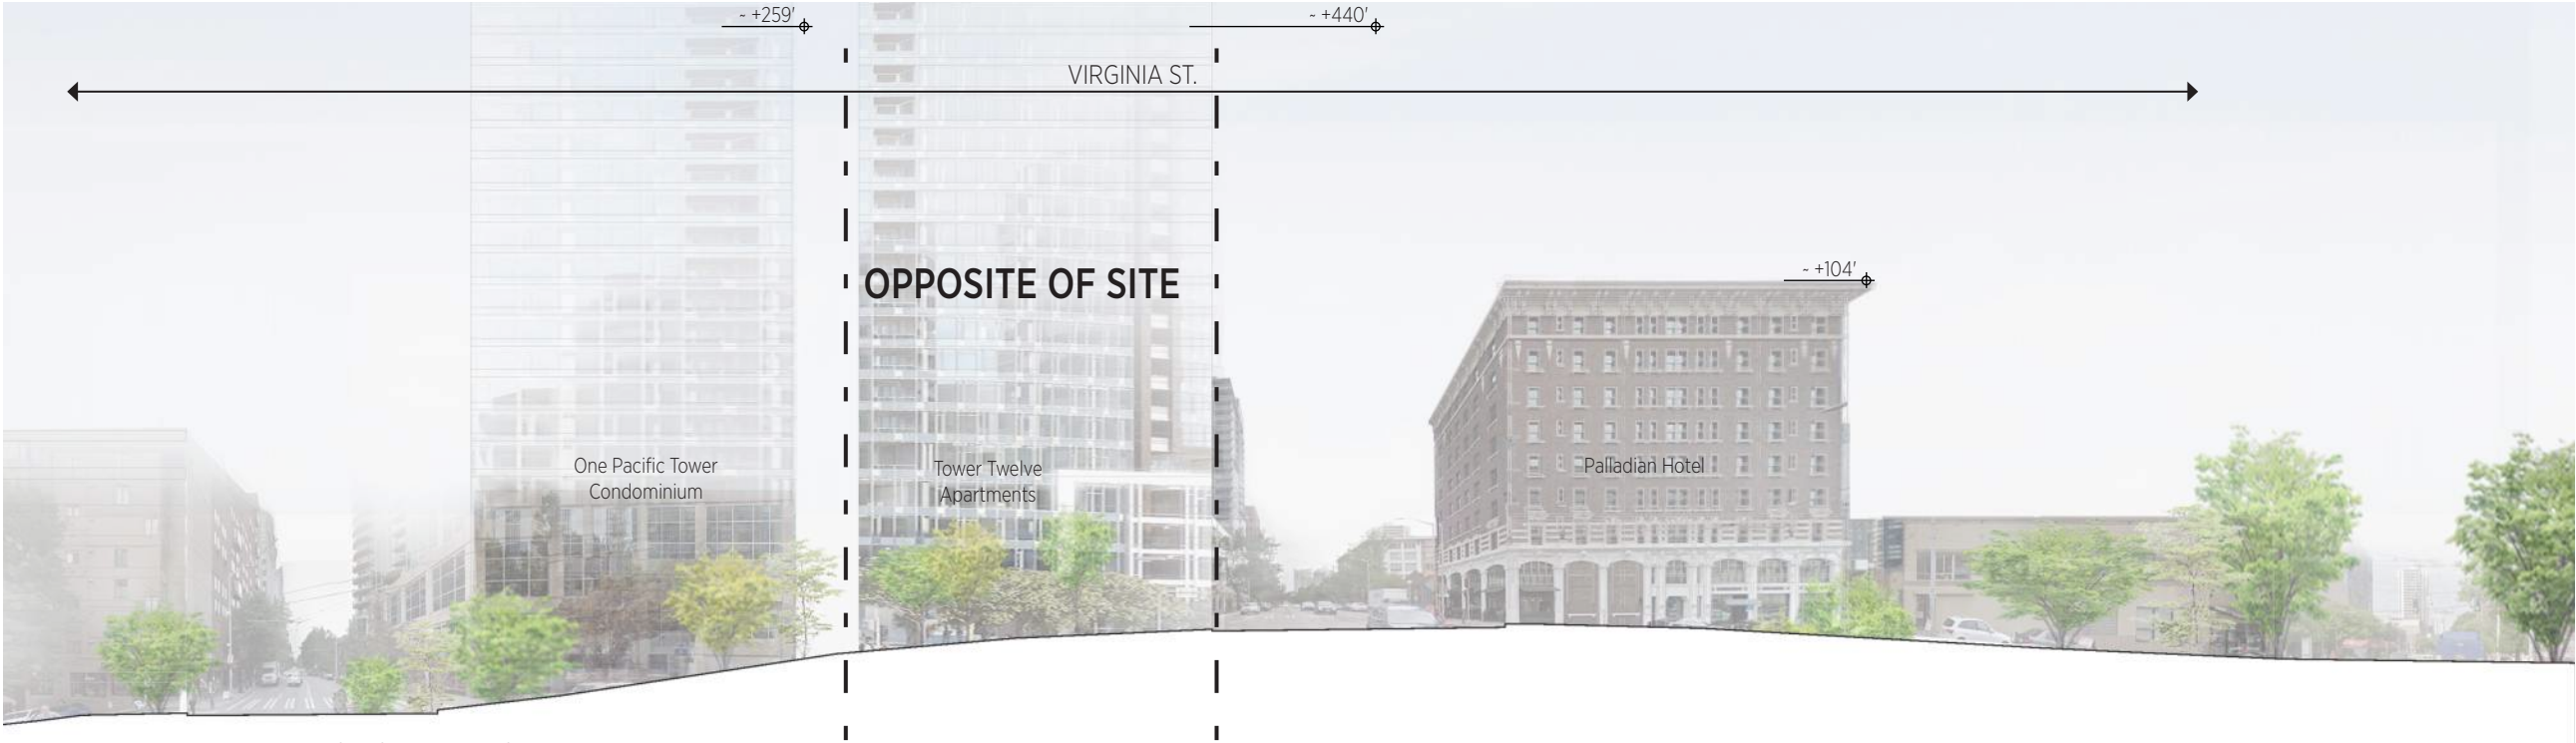 ~ +259'
~ +440'
VIRGINIA ST.
~ +104'
OPPOSITE OF SITE
One Pacific Tower
Condominium
Tower Twelve
Apartments
Palladian Hotel